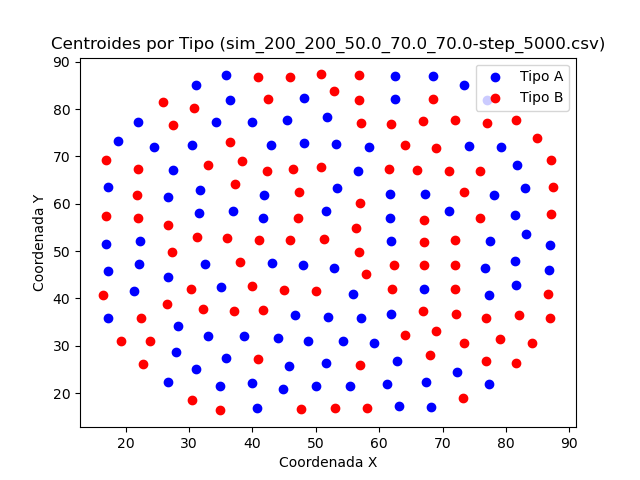 Centroides por Tipo (sim_200_200_50.0_70.0_70.0-step_5000.csv)
Tipo A
Tipo B
Coordenada Y
90
80
70
60
50
40
30
20
20 30 40 50 60 70 80 90
Coordenada X